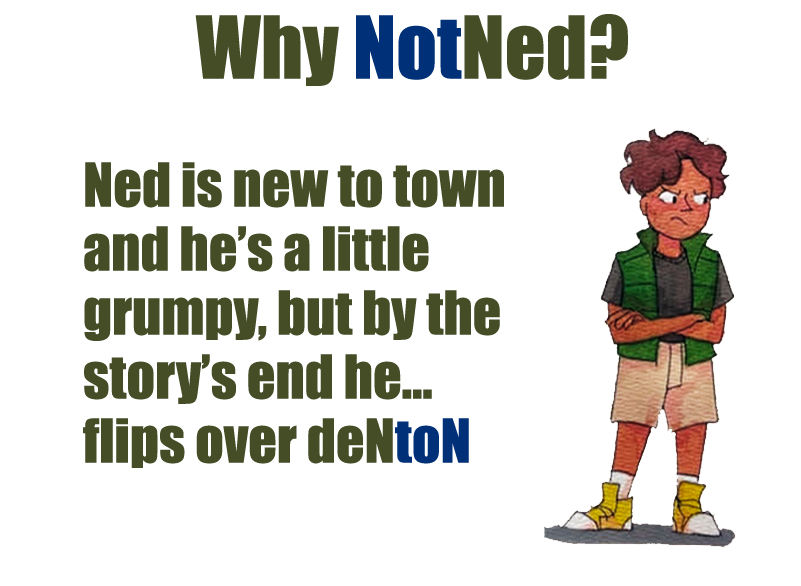 Why NotNed?
Ned is new to town
and he’s a little
grumpy, but by the
story’s end he...
flips over deNtoN